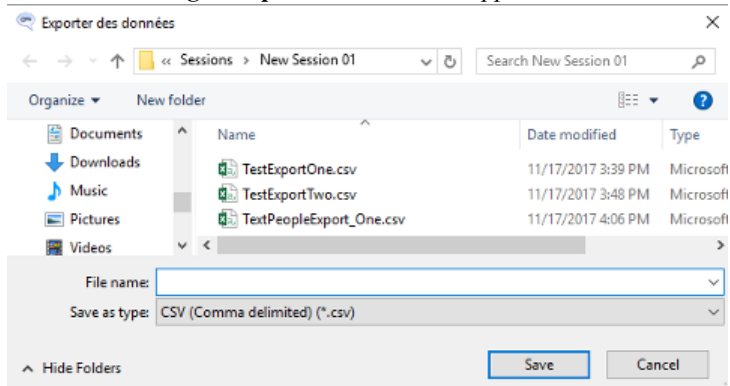 Exporter des données
« Sessions > New Session 01
Search New Session 01
Organize New folder
Documents
Downloads
Music
Pictures
Videos
Name Date modified Type
TestExportOne.csv 11/17/2017 3:39 PM Microsoft
TestExportTwo.csv 11/17/2017 3:48 PM Microsoft
TextPeopleExport_One.csv 11/17/2017 4:06 PM Microsoft
File name:
Save as type: CSV (Comma delimited) (*.csv)
Hide Folders
Save Cancel